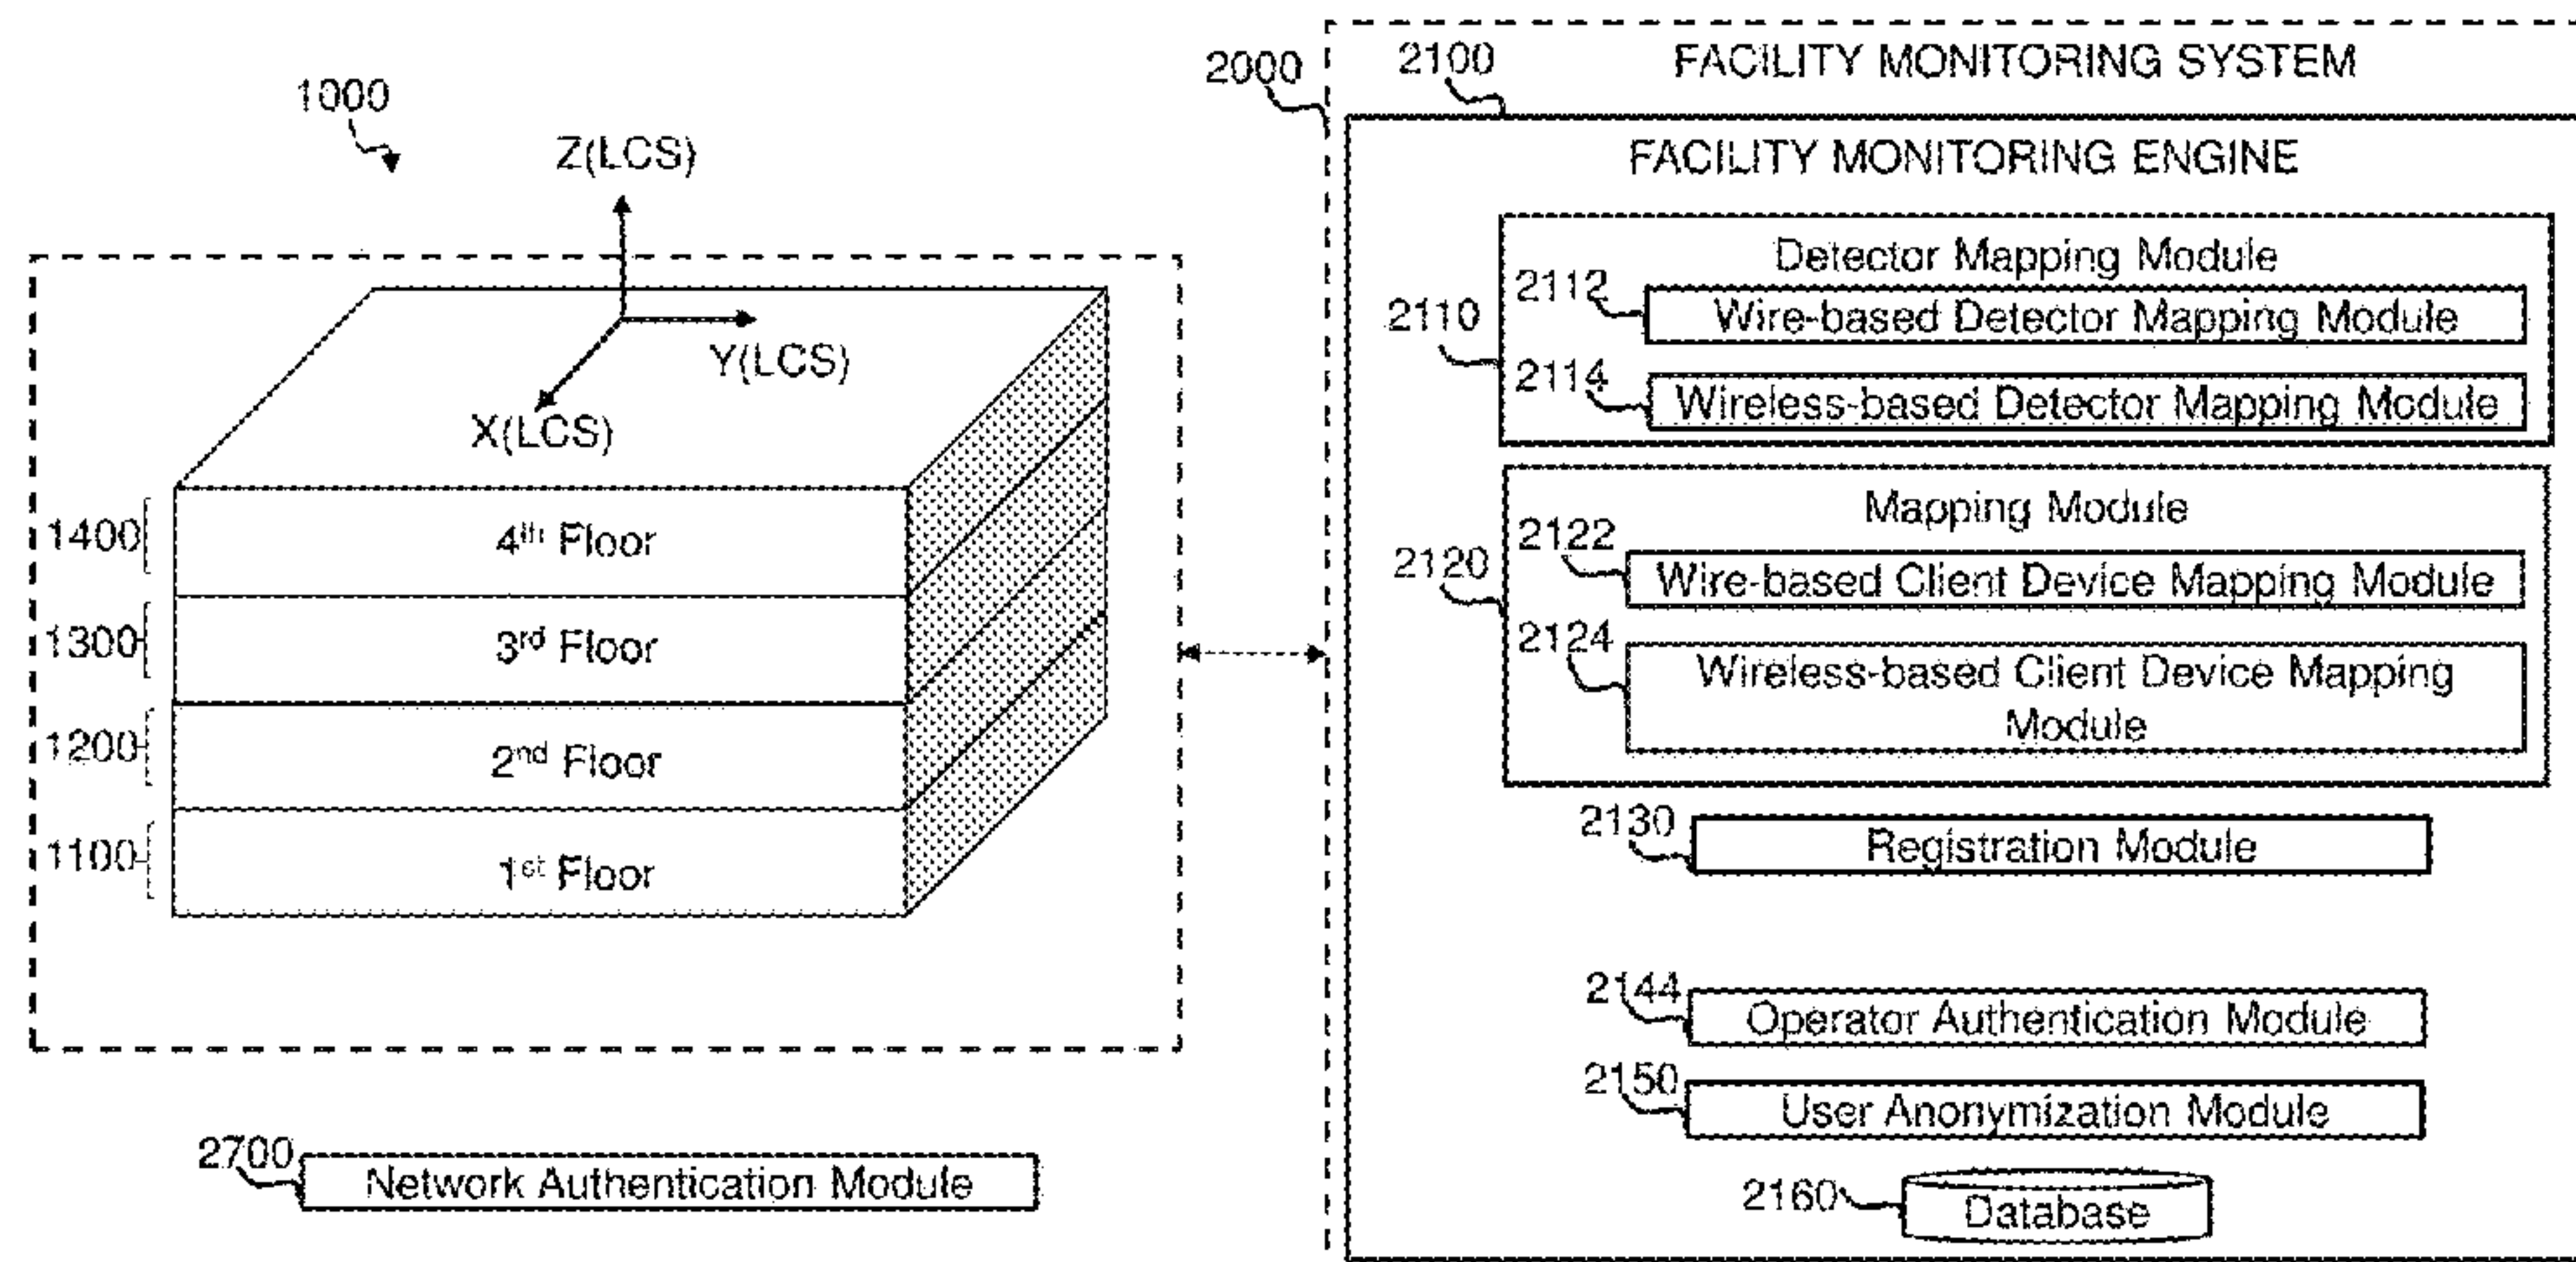 1000
Z(LCS)
Y(LCS)
X(LCS)
1400
4th Floor
1300
3rd Floor
1200
2nd Floor
1100
1st Floor
2700
Network Authentication Module
2000
2100
FACILITY MONITORING SYSTEM
FACILITY MONITORING ENGINE
2110
Detector Mapping Module
2112
Wire-based Detector Mapping Module
2114
Wireless-based Detector Mapping Module
2120
Mapping Module
2122
Wire-based Client Device Mapping Module
2124
Wireless-based Client Device Mapping
Module
2130
Registration Module
2144
Operator Authentication Module
2150
User Anonymization Module
2160
Database